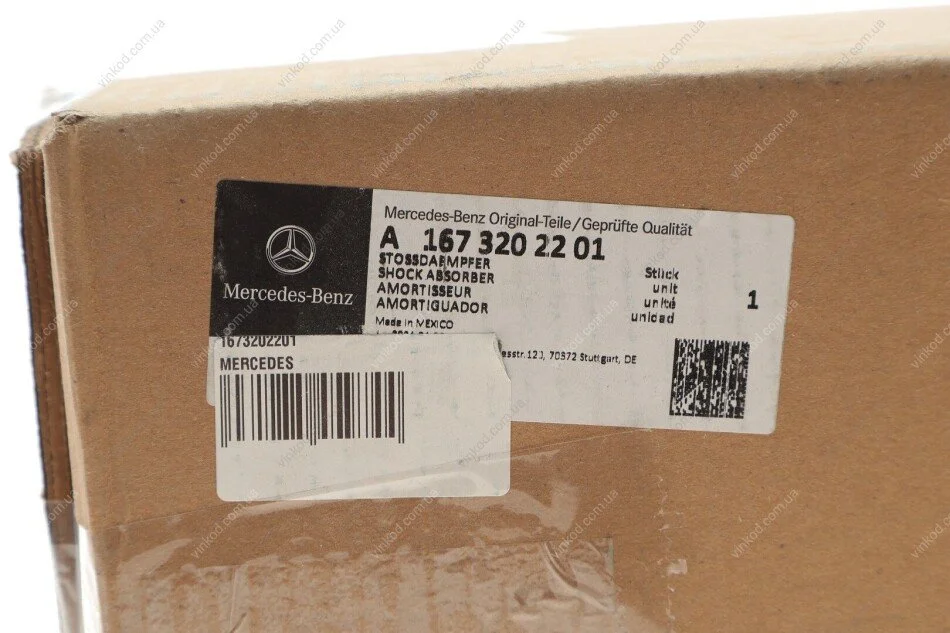 Mercedes-Benz Original-Teile/Geprüfte Qualität
A 167 320 22 01
STOSSDAEMPFER
SHOCK ABSORBER
AMORTISSEUR
AMORTIGUADOR
Stück
unit
unité
unidad
1
Made in MEXICO
70372 Stuttgart, DE
Mercedes-Benz
1673202201
MERCEDES
vinkod.com.ua